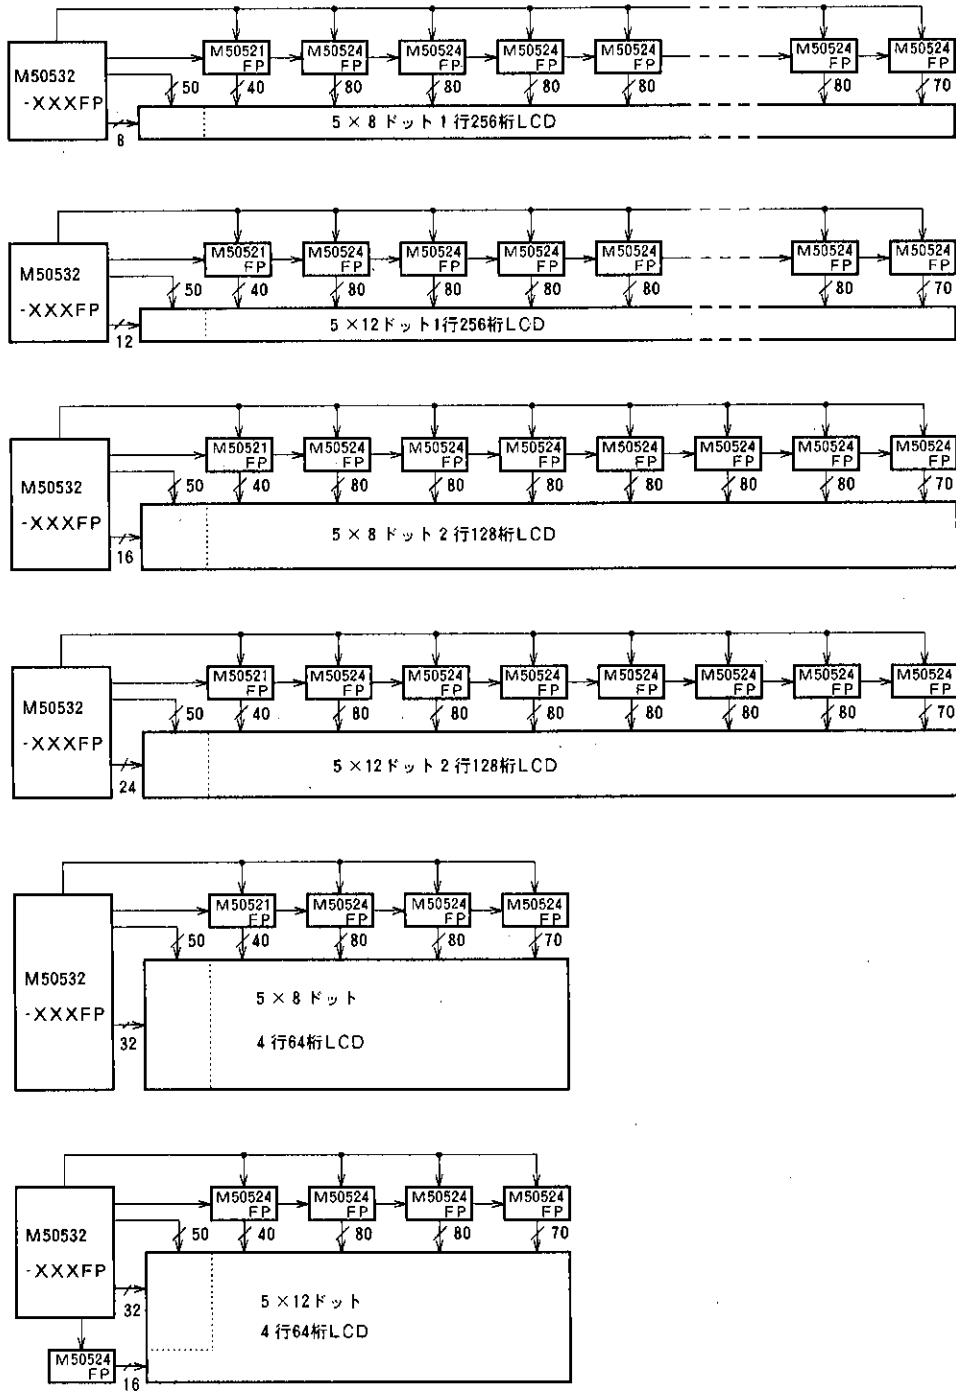 M50532
-XXXFP
M50521
FP
M50524
FP
M50524
FP
M50524
FP
M50524
FP
M50524
FP
M50524
FP
50
40
80
80
80
80
80
70
8
5×8ドット1行256桁LCD
M50532
-XXXFP
M50521
FP
M50524
FP
M50524
FP
M50524
FP
M50524
FP
M50524
FP
M50524
FP
50
40
80
80
80
80
80
70
12
5×12ドット1行256桁LCD
M50532
-XXXFP
M50521
FP
M50524
FP
M50524
FP
M50524
FP
M50524
FP
M50524
FP
M50524
FP
M50524
FP
50
40
80
80
80
80
80
80
70
16
5×8ドット2行128桁LCD
M50532
-XXXFP
M50521
FP
M50524
FP
M50524
FP
M50524
FP
M50524
FP
M50524
FP
M50524
FP
M50524
FP
50
40
80
80
80
80
80
80
70
24
5×12ドット2行128桁LCD
M50532
-XXXFP
M50521
FP
M50524
FP
M50524
FP
M50524
FP
50
40
80
80
70
32
5×8ドット
4行64桁LCD
M50532
-XXXFP
M50524
FP
M50524
FP
M50524
FP
M50524
FP
50
40
80
80
70
32
5×12ドット
4行64桁LCD
M50524
FP
16